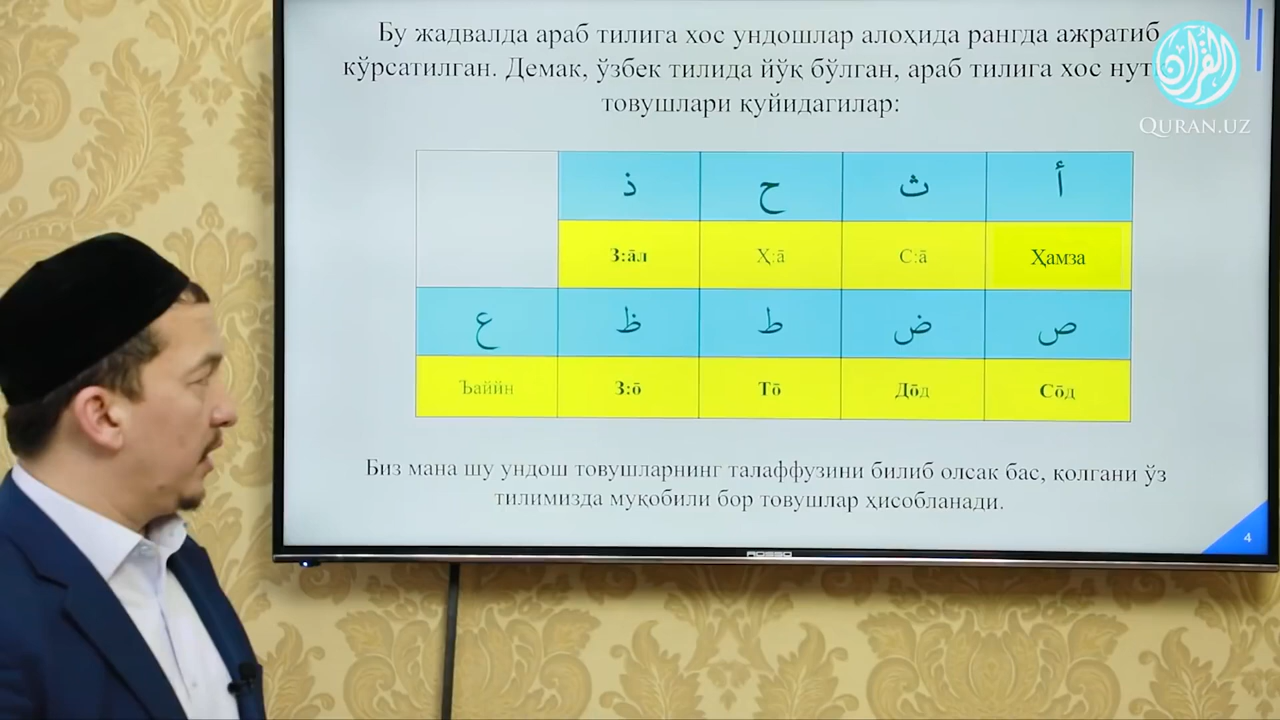 Бу жадвалда араб тилига хос ундошлар алоҳида рангда ажратиб
кўрсатилган. Демак, ўзбек тилида йўқ бўлган, араб тилига хос
товушлари қуйидагилар:
القرآن
QURAN.UZ
ذ ح ث أ
З:āл Ҳ:ā С:ā Ҳамза
ع ظ ط ض ص
Ъаййн З:ō Тō Дōд Сōд
Биз мана шу ундош товушларнинг талаффузини билиб олсак бас, қолгани ўз
тилимизда муқобили бор товушлар ҳисобланади.
4